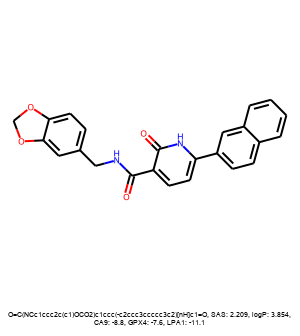 O
O
NH
O
H
N
O
O=C(NCc1ccc2c(c1)OCO2)c1ccc(-c2ccc3ccccc3c2)[nH]c1=O, SAS: 2.209, logP: 3.854,
CA9: -8.8, GPX4: -7.6, LPA1: -11.1